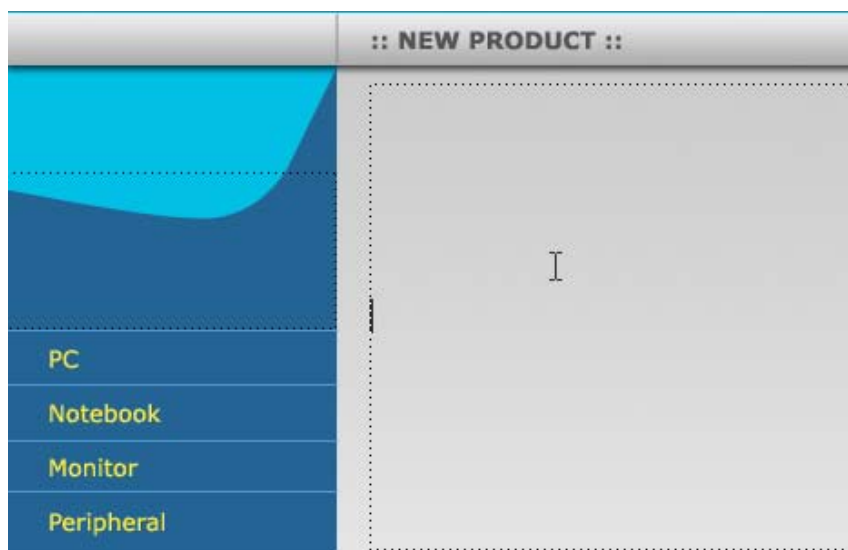 :: NEW PRODUCT ::
PC
Notebook
Monitor
Peripheral